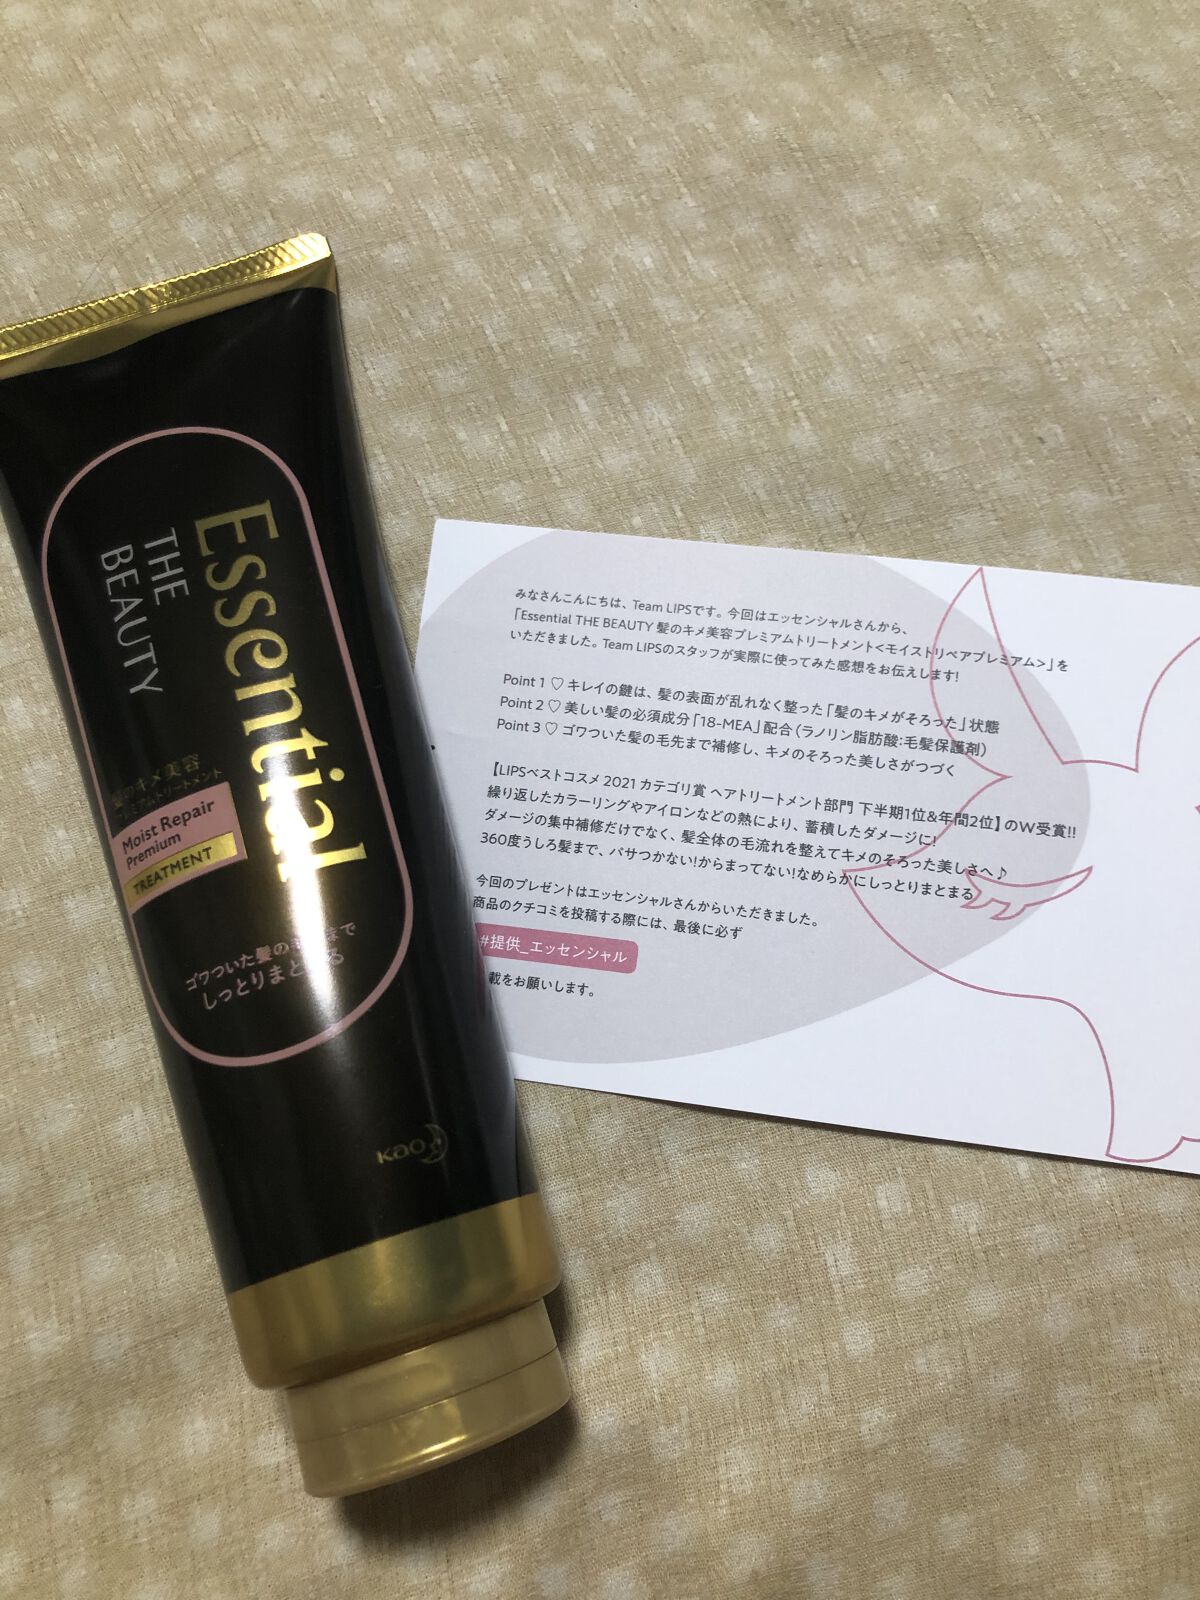 Essential
THE
BEAUTY
髪のキメ美容
プレミアムトリートメント
Moist Repair
Premium
TREATMENT
ゴワついた髪の毛先まで
しっとりまとまる
Kao
みなさんこんにちは、Team LIPSです。今回はエッセンシャルさんから、
「Essential THE BEAUTY 髪のキメ美容プレミアムトリートメント<モイストリペアプレミアム>」を
いただきました。Team LIPSのスタッフが実際に使ってみた感想をお伝えします!
Point 1 ♡ キレイの鍵は、髪の表面が乱れなく整った「髪のキメがそろった」状態
Point 2 ♡ 美しい髪の必須成分「18-MEA」配合（ラノリン脂肪酸:毛髪保護剤）
Point 3 ♡ ゴワついた髪の毛先まで補修し、キメのそろった美しさがつづく
【LIPSベストコスメ 2021 カテゴリ賞 ヘアトリートメント部門 下半期1位&年間2位】のW受賞!!
繰り返したカラーリングやアイロンなどの熱により、蓄積したダメージに!
ダメージの集中補修だけでなく、髪全体の毛流れを整えてキメのそろった美しさへ♪
360度うしろ髪まで、パサつかない!からまってない!なめらかにしっとりまとまる
今回のプレゼントはエッセンシャルさんからいただきました。
商品のクチコミを投稿する際には、最後に必ず
#提供_エッセンシャル
載をお願いします。